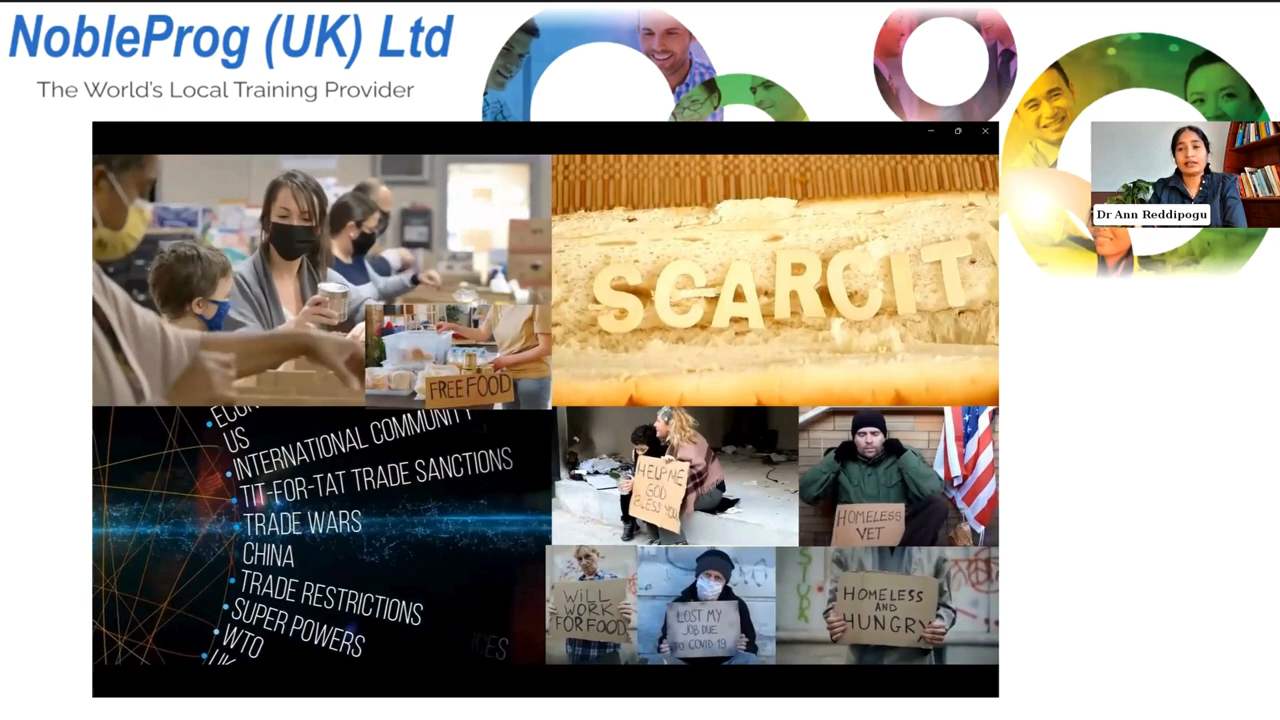 NobleProg (UK) Ltd
The World's Local Training Provider
Dr Ann Reddipogu
FREE FOOD
US
INTERNATIONAL COMMUNITY
TIT-FOR-TAT TRADE SANCTIONS
TRADE WARS
CHINA
TRADE RESTRICTIONS
SUPER POWERS
WTO
UK
HELP ME
GOD
BLESS YOU
HOMELESS
VET
WILL
WORK
FOR FOOD
LOST MY
JOB DUE
TO COVID-19
HOMELESS
AND
HUNGRY